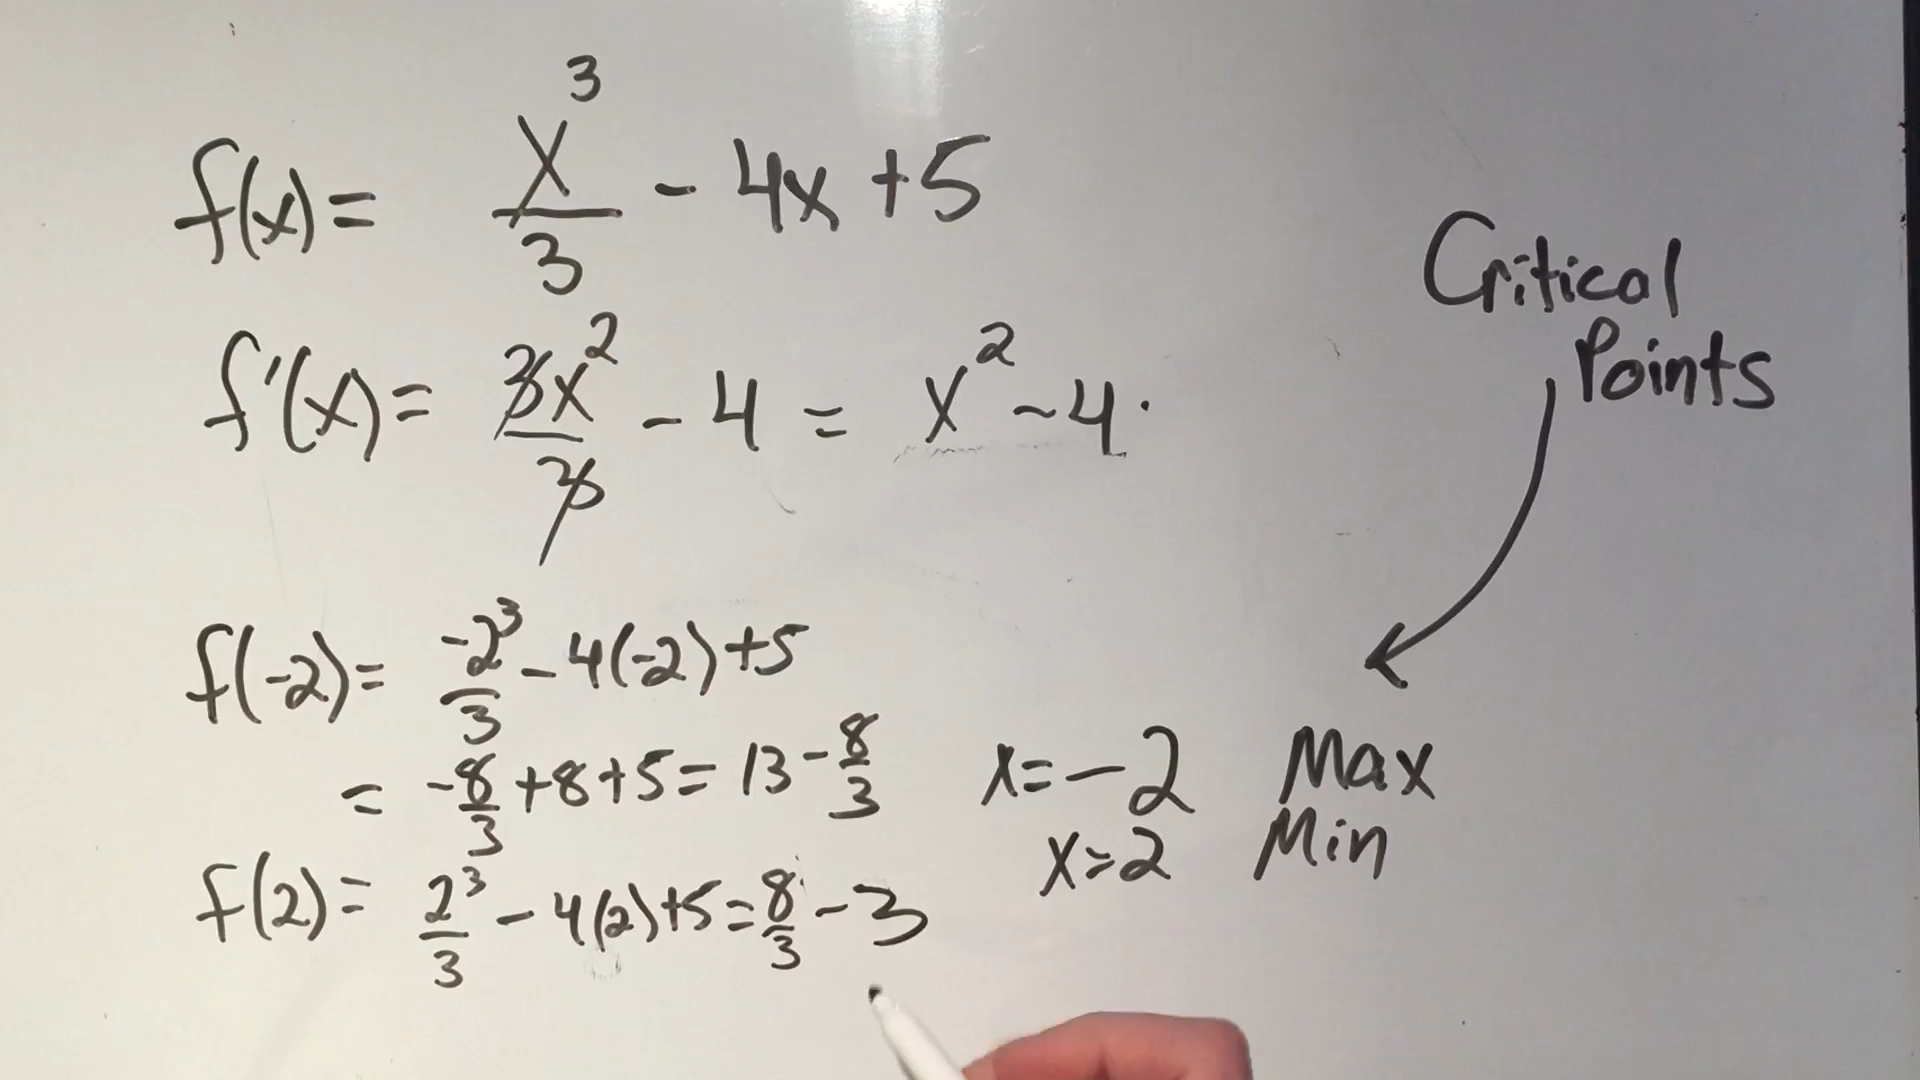 f(x) = x³/3 - 4x + 5
f'(x) = 3x²/3 - 4 = x² - 4
Critical
Points
f(-2) = -2³/3 - 4(-2) + 5
= -8/3 + 8 + 5 = 13 - 8/3
f(2) = 2³/3 - 4(2) + 5 = 8/3 - 3
x = -2 Max
x = 2 Min